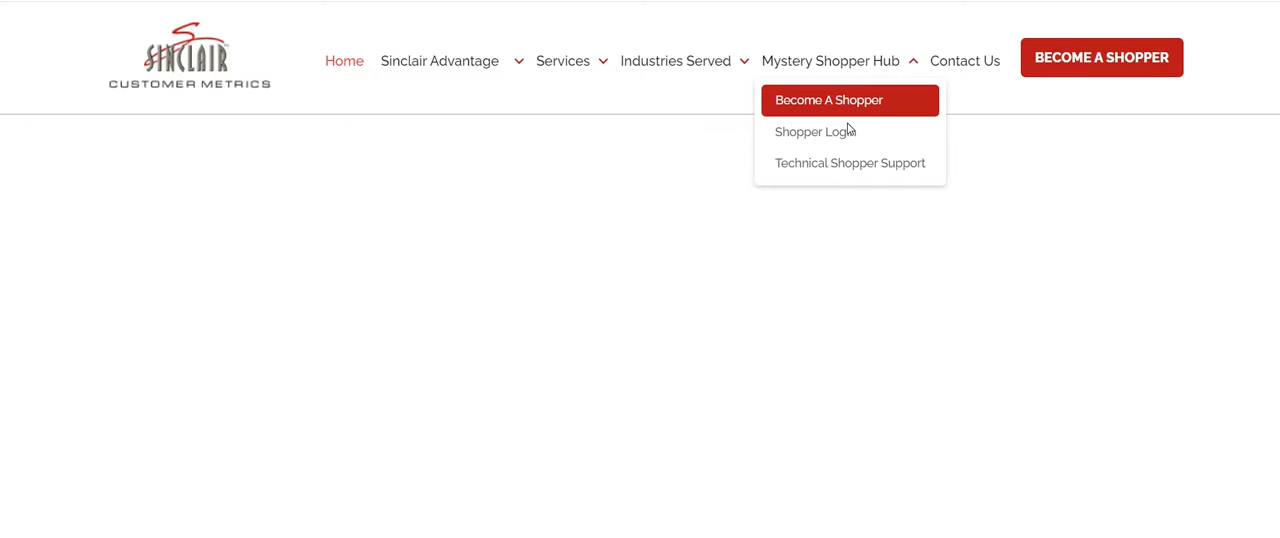 SINCLAIR
CUSTOMER METRICS
Home Sinclair Advantage Services Industries Served Mystery Shopper Hub Contact Us BECOME A SHOPPER
Become A Shopper
Shopper Login
Technical Shopper Support